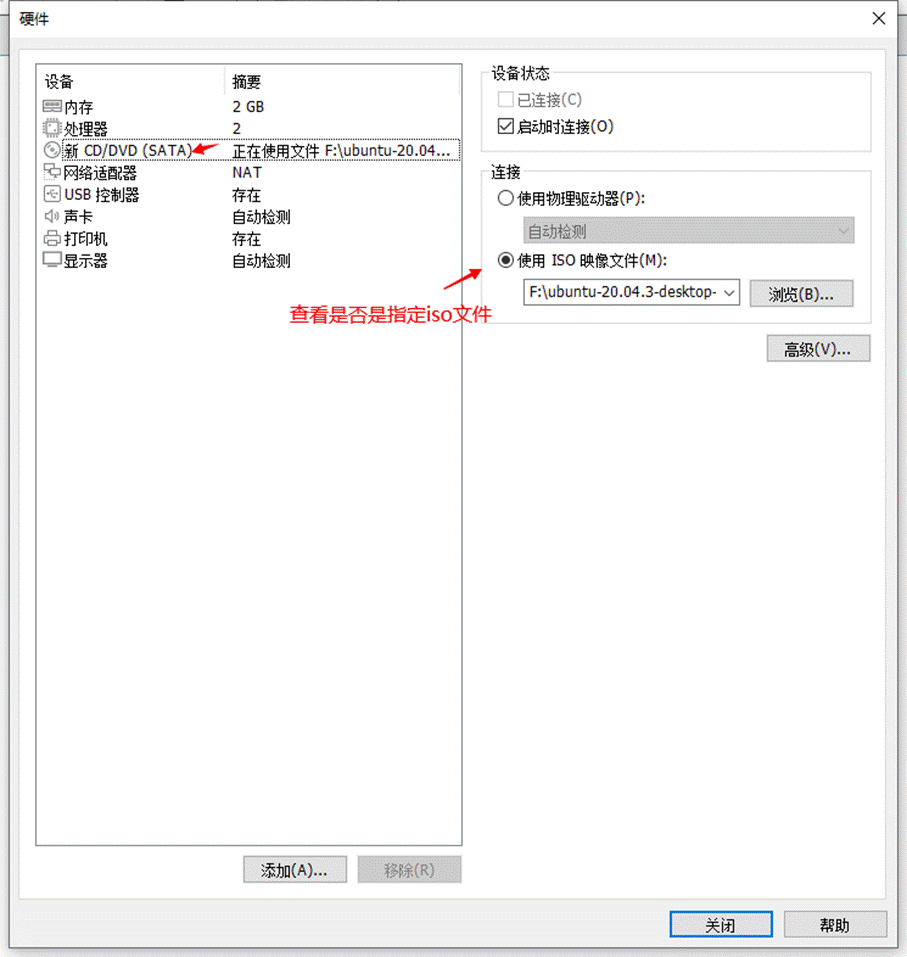 硬件
设备 摘要
内存 2 GB
处理器 2
新 CD/DVD (SATA) 正在使用文件 F:\ubuntu-20.04...
网络适配器 NAT
USB 控制器 存在
声卡 自动检测
打印机 存在
显示器 自动检测
设备状态
已连接(C)
启动时连接(O)
连接
使用物理驱动器(P):
自动检测
使用 ISO 映像文件(M):
F:\ubuntu-20.04.3-desktop- 浏览(B)...
查看是否是指定iso文件
高级(V)...
添加(A)... 移除(R)
关闭 帮助